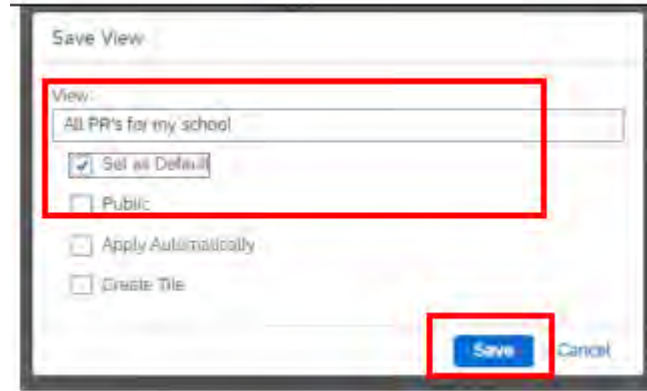 Save View
View:
All PR's for my school
Set as Default
Public
Apply Automatically
Create Tile
Save Cancel